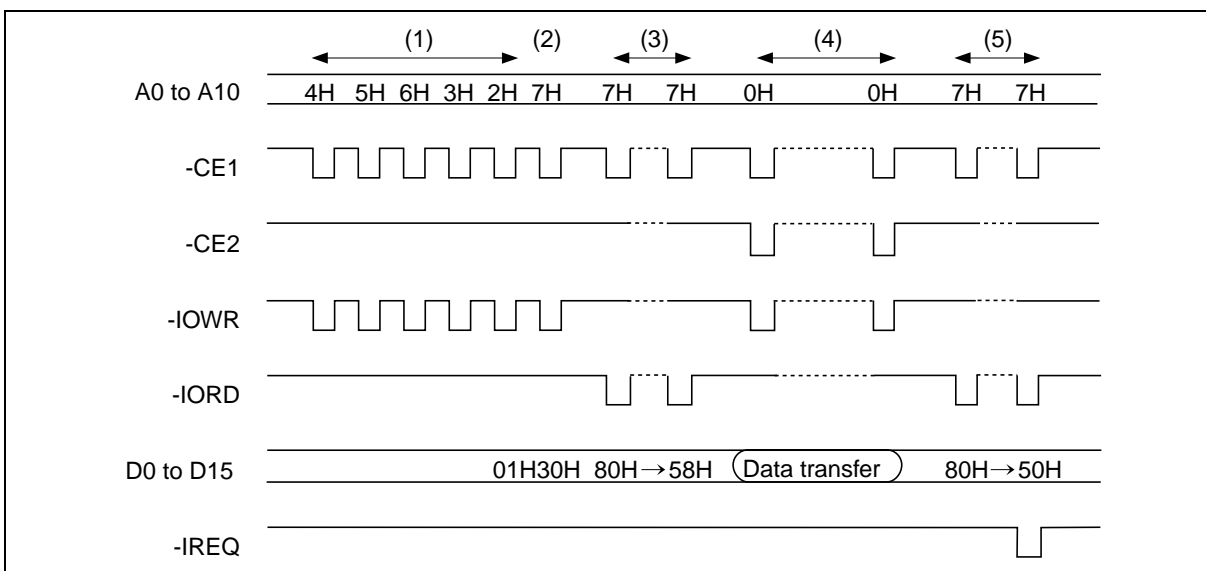 (1) (2) (3) (4) (5)
A0 to A10 4H 5H 6H 3H 2H 7H 7H 7H 0H 0H 7H 7H
-CE1
-CE2
-IOWR
-IORD
D0 to D15 01H30H 80H→58H Data transfer 80H→50H
-IREQ